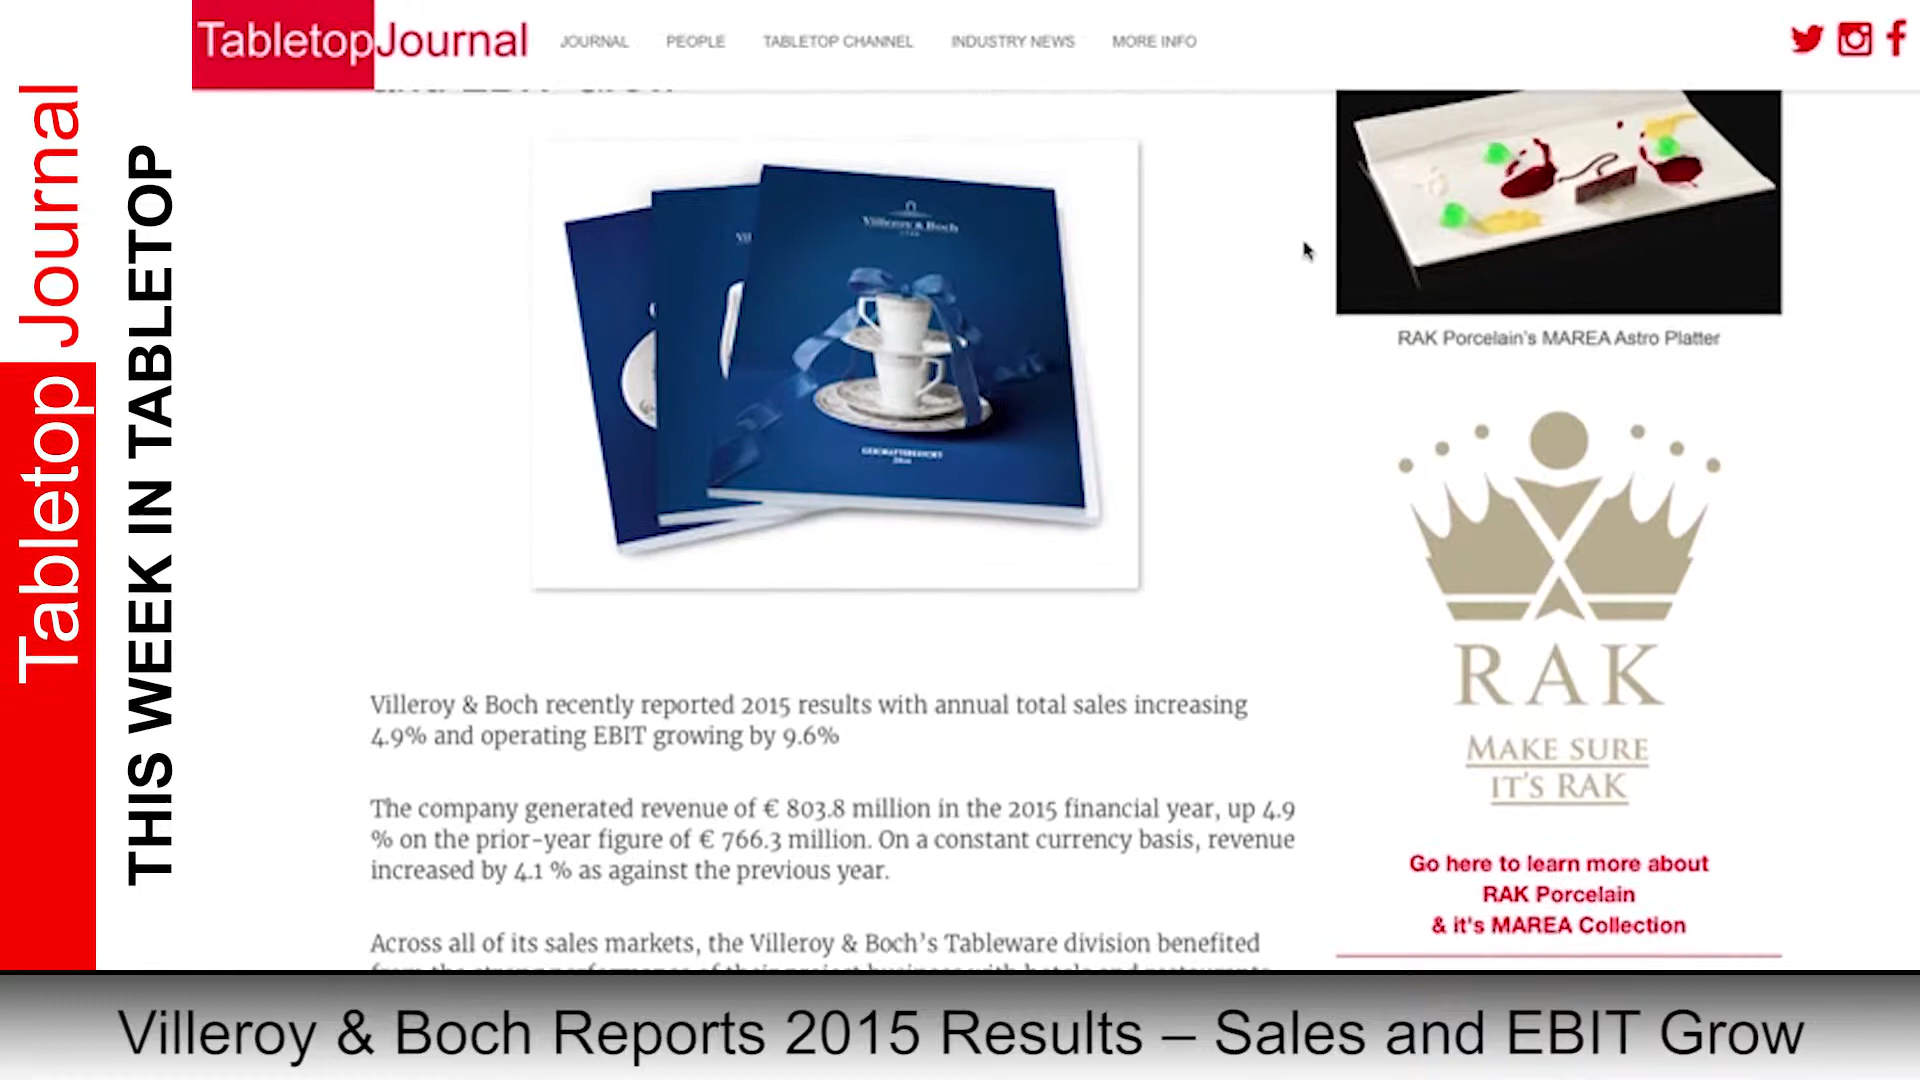 TabletopJournal
JOURNAL
PEOPLE
TABLETOP CHANNEL
INDUSTRY NEWS
MORE INFO
Tabletop Journal
THIS WEEK IN TABLETOP
Villeroy & Boch
RAK Porcelain's MAREA Astro Platter
RAK
MAKE SURE
IT'S RAK
Go here to learn more about
RAK Porcelain
& it's MAREA Collection
Villeroy & Boch recently reported 2015 results with annual total sales increasing
4.9% and operating EBIT growing by 9.6%
The company generated revenue of € 803.8 million in the 2015 financial year, up 4.9
% on the prior-year figure of € 766.3 million. On a constant currency basis, revenue
increased by 4.1 % as against the previous year.
Across all of its sales markets, the Villeroy & Boch's Tableware division benefited
Villeroy & Boch Reports 2015 Results – Sales and EBIT Grow